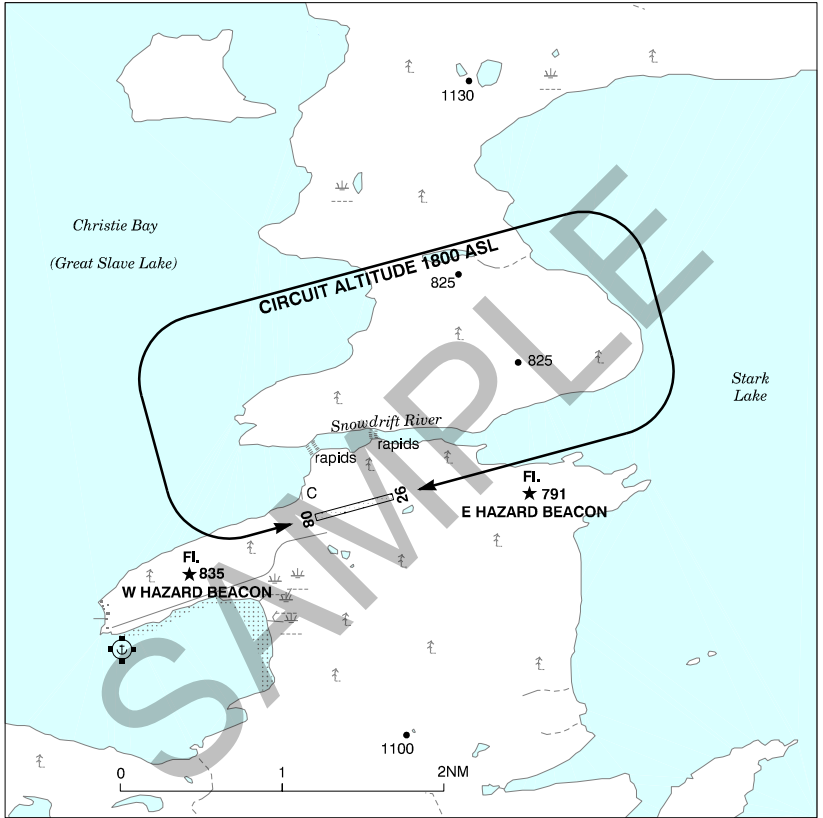 1130
Christie Bay
(Great Slave Lake)
CIRCUIT ALTITUDE 1800 ASL
825
825
Stark
Lake
Snowdrift River
rapids
rapids
C
08
26
Fl.
791
E HAZARD BEACON
Fl.
835
W HAZARD BEACON
1100
0 1 2NM
SAMPLE